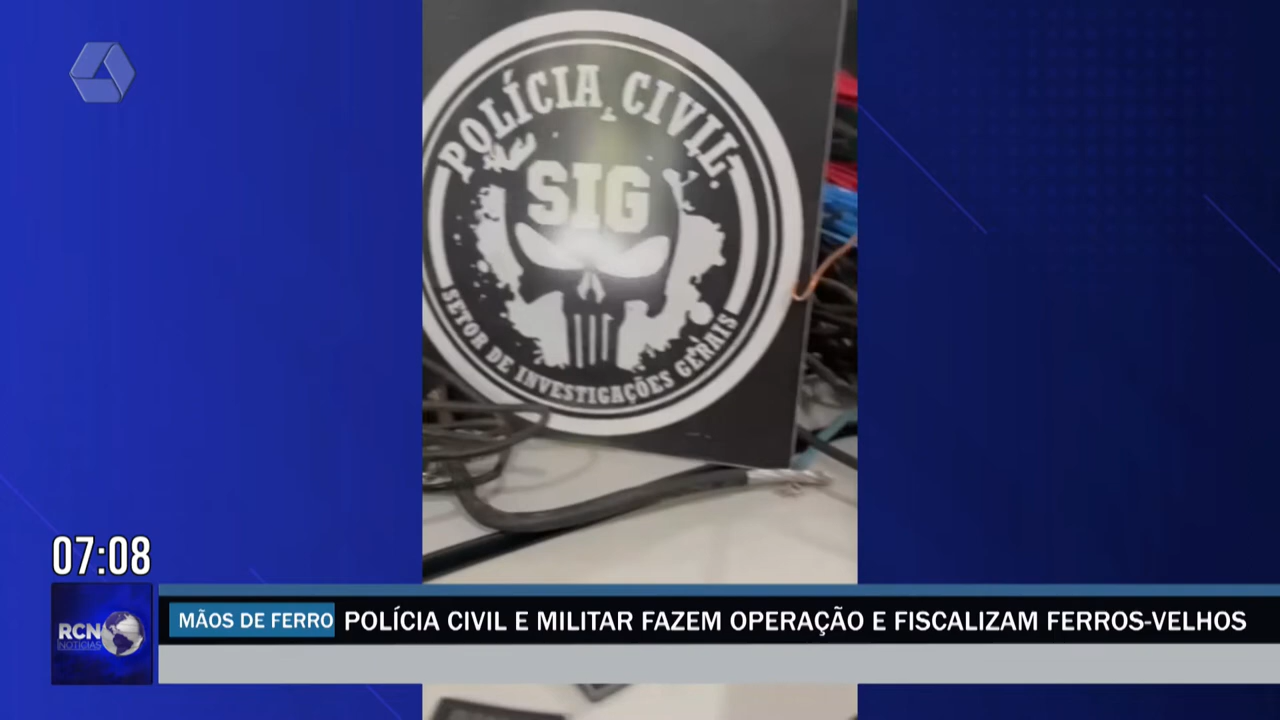 POLÍCIA CIVIL
SIG
SETOR DE INVESTIGAÇÕES GERAIS
07:08
RCN
NOTÍCIAS
MÃOS DE FERRO
POLÍCIA CIVIL E MILITAR FAZEM OPERAÇÃO E FISCALIZAM FERROS-VELHOS